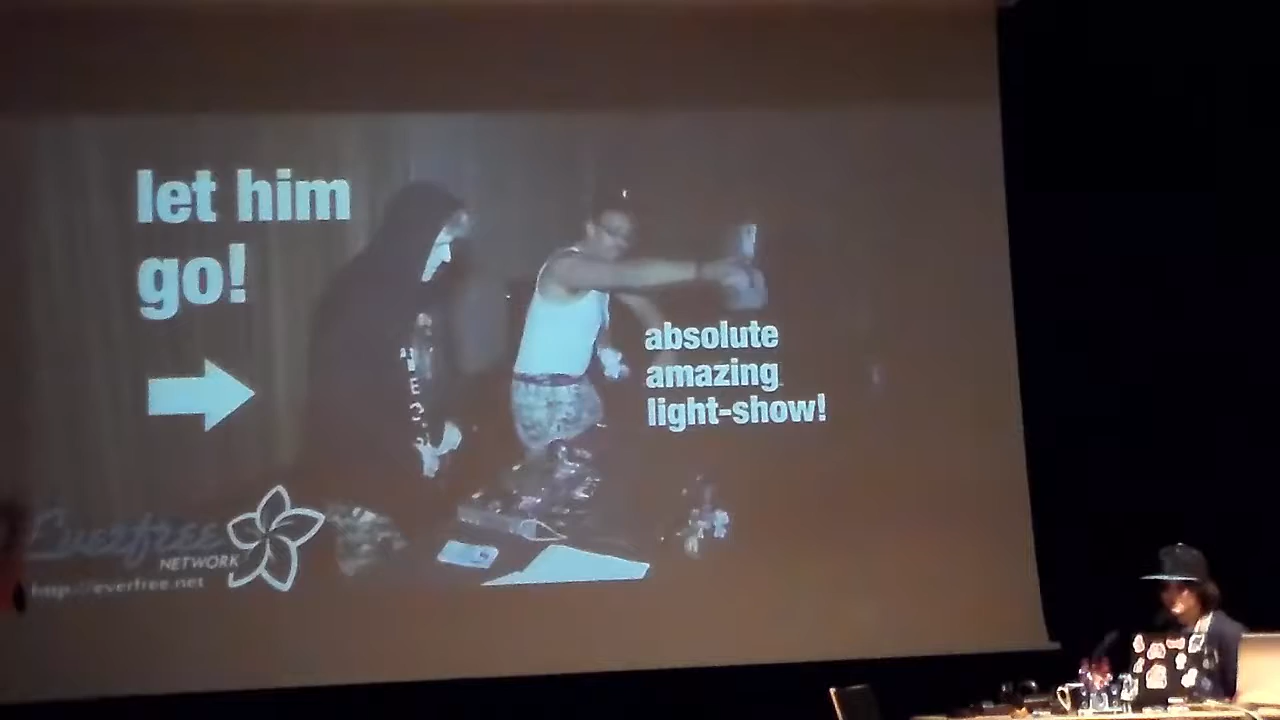 let him
go!
absolute
amazing
light-show!
Everfree
NETWORK
http://everfree.net